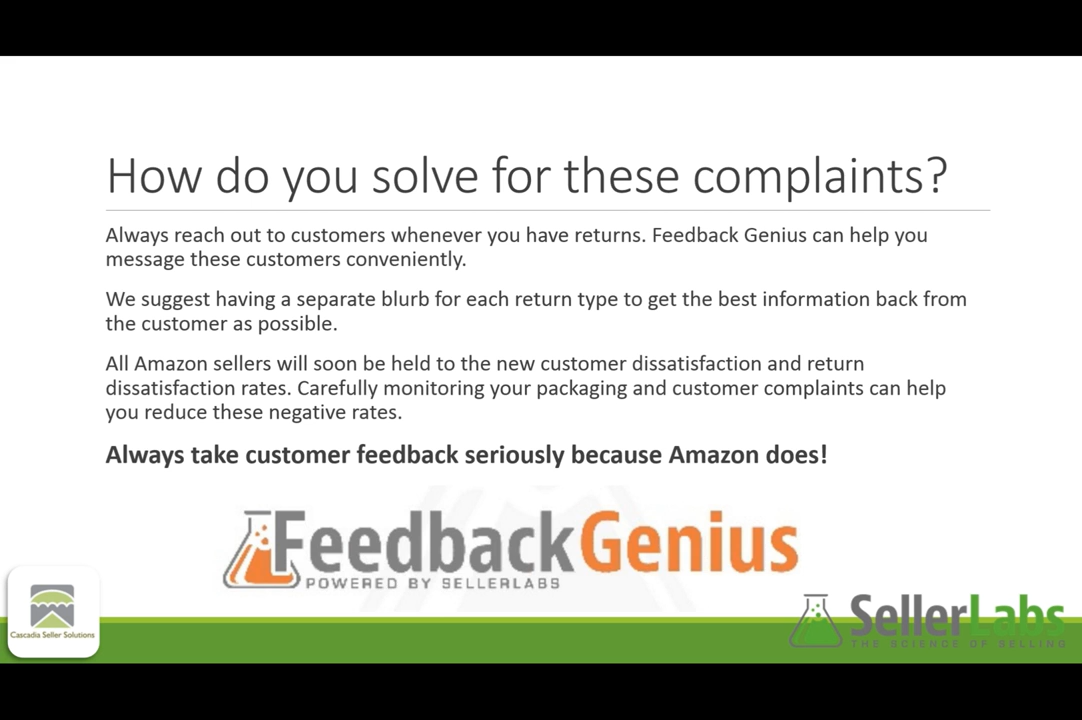 How do you solve for these complaints?
Always reach out to customers whenever you have returns. Feedback Genius can help you
message these customers conveniently.
We suggest having a separate blurb for each return type to get the best information back from
the customer as possible.
All Amazon sellers will soon be held to the new customer dissatisfaction and return
dissatisfaction rates. Carefully monitoring your packaging and customer complaints can help
you reduce these negative rates.
Always take customer feedback seriously because Amazon does!
FeedbackGenius
POWERED BY SELLERLABS
Cascadia Seller Solutions
SellerLabs
THE SCIENCE OF SELLING